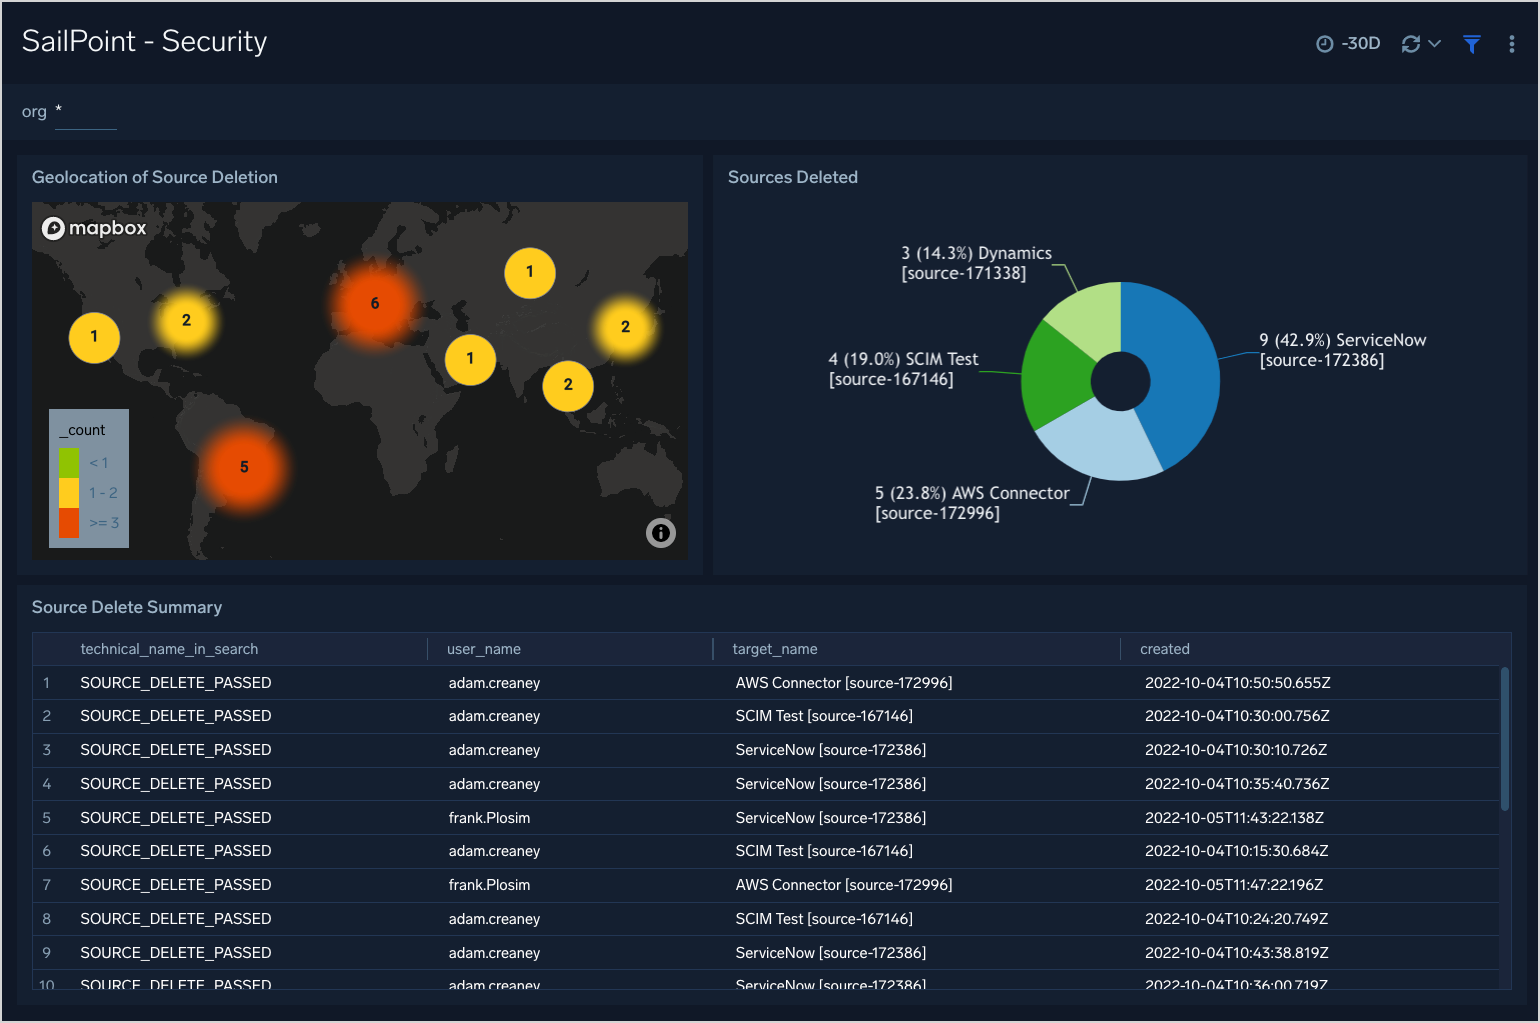 SailPoint - Security
-30D
org *
Geolocation of Source Deletion
mapbox
1
2
6
1
1
2
2
5
_count
< 1
1 - 2
>= 3
Sources Deleted
3 (14.3%) Dynamics
[source-171338]
9 (42.9%) ServiceNow
[source-172386]
4 (19.0%) SCIM Test
[source-167146]
5 (23.8%) AWS Connector
[source-172996]
Source Delete Summary
technical_name_in_search user_name target_name created
1 SOURCE_DELETE_PASSED adam.creaney AWS Connector [source-172996] 2022-10-04T10:50:50.655Z
2 SOURCE_DELETE_PASSED adam.creaney SCIM Test [source-167146] 2022-10-04T10:30:00.756Z
3 SOURCE_DELETE_PASSED adam.creaney ServiceNow [source-172386] 2022-10-04T10:30:10.726Z
4 SOURCE_DELETE_PASSED adam.creaney ServiceNow [source-172386] 2022-10-04T10:35:40.736Z
5 SOURCE_DELETE_PASSED frank.Plosim ServiceNow [source-172386] 2022-10-05T11:43:22.138Z
6 SOURCE_DELETE_PASSED adam.creaney SCIM Test [source-167146] 2022-10-04T10:15:30.684Z
7 SOURCE_DELETE_PASSED frank.Plosim AWS Connector [source-172996] 2022-10-05T11:47:22.196Z
8 SOURCE_DELETE_PASSED adam.creaney SCIM Test [source-167146] 2022-10-04T10:24:20.749Z
9 SOURCE_DELETE_PASSED adam.creaney ServiceNow [source-172386] 2022-10-04T10:43:38.819Z
10 SOURCE_DELETE_PASSED adam.creaney ServiceNow [source-172386] 2022-10-04T10:36:00.719Z